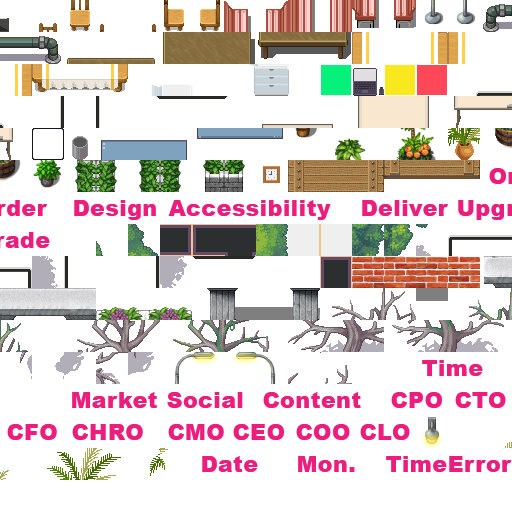 Or
rder Design Accessibility Deliver Upgr
rade
Time
Market Social Content CPO CTO
CFO CHRO CMO CEO COO CLO
Date Mon. TimeError